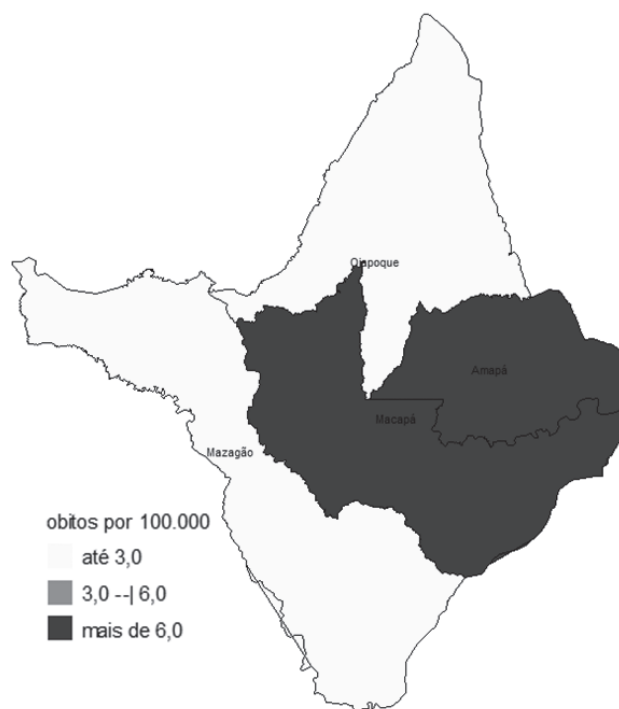 Oiapoque
Amapá
Macapá
Mazagão
obitos por 100.000
até 3,0
3,0 --| 6,0
mais de 6,0